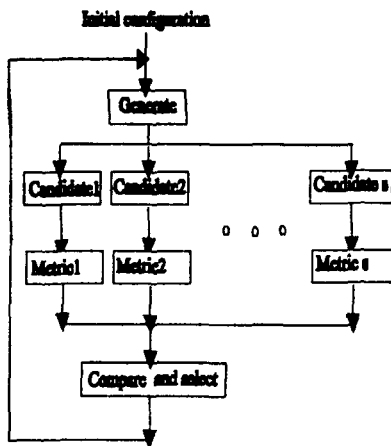 Initial configuration
Generate
Candidate1 Candidate2 Candidate s
o o o
Metric1 Metric2 Metric s
Compare and select